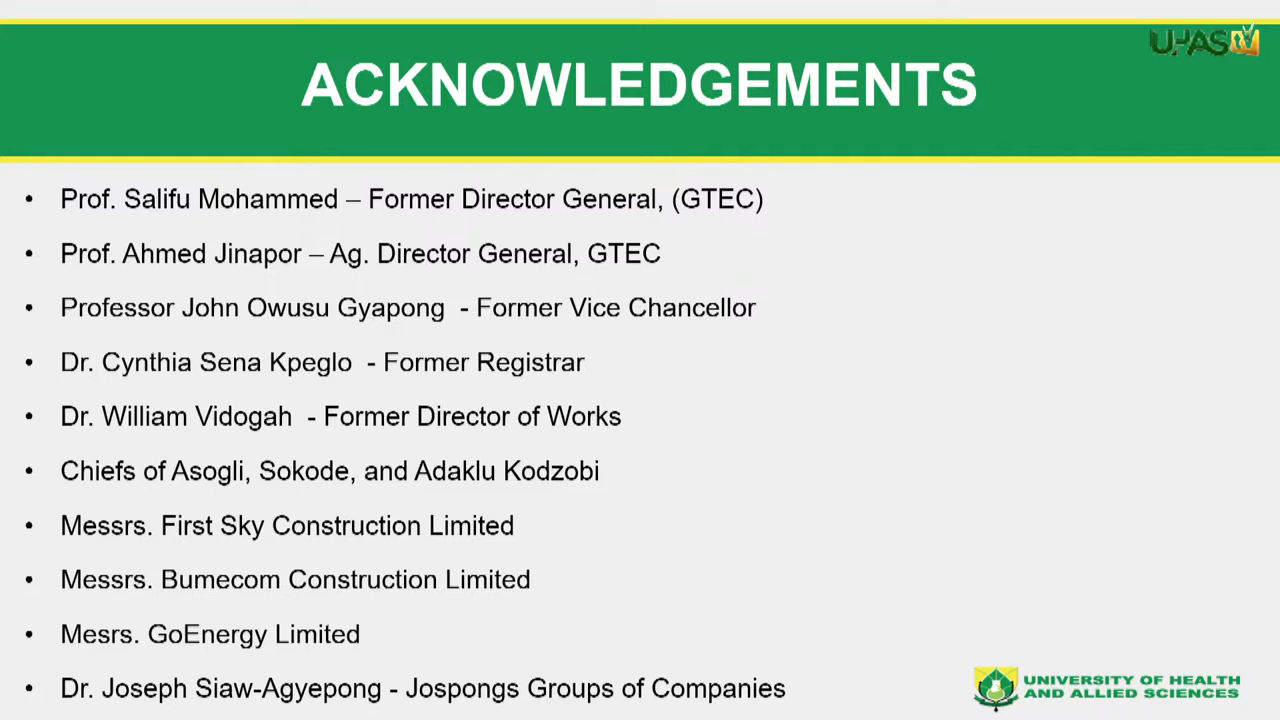 UHAS TV
ACKNOWLEDGEMENTS
• Prof. Salifu Mohammed – Former Director General, (GTEC)
• Prof. Ahmed Jinapor – Ag. Director General, GTEC
• Professor John Owusu Gyapong - Former Vice Chancellor
• Dr. Cynthia Sena Kpeglo - Former Registrar
• Dr. William Vidogah - Former Director of Works
• Chiefs of Asogli, Sokode, and Adaklu Kodzobi
• Messrs. First Sky Construction Limited
• Messrs. Bumecom Construction Limited
• Mesrs. GoEnergy Limited
• Dr. Joseph Siaw-Agyepong - Jospongs Groups of Companies
UNIVERSITY OF HEALTH
AND ALLIED SCIENCES